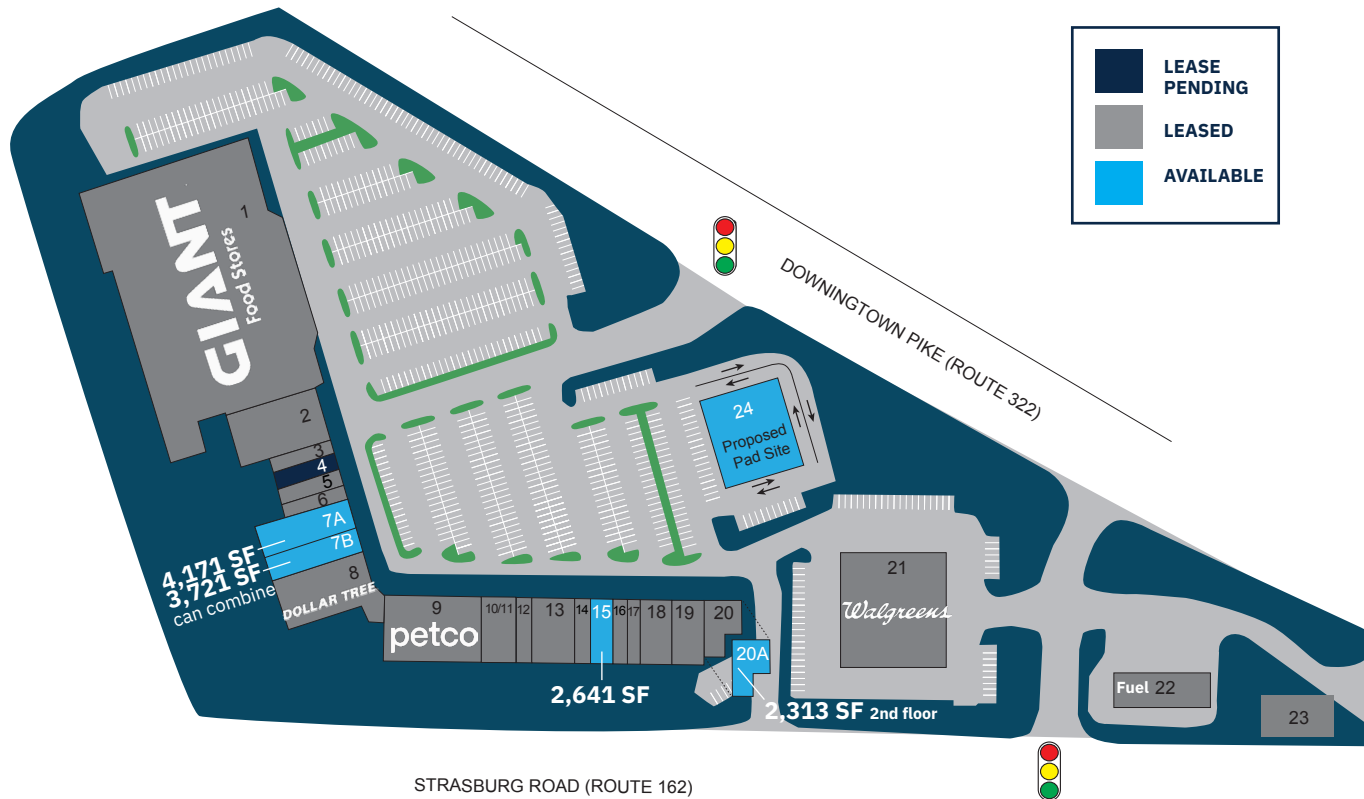 LEASE
PENDING
LEASED
AVAILABLE
1
GIANT
Food Stores
DOWNINGTOWN PIKE (ROUTE 322)
2
3
4
5
6
7A
7B
8
DOLLAR TREE
4,171 SF
3,721 SF
can combine
24
Proposed
Pad Site
9
petco
10/11
12
13
14
15
16
17
18
19
20
20A
2,641 SF
2,313 SF 2nd floor
21
Walgreens
Fuel 22
23
STRASBURG ROAD (ROUTE 162)